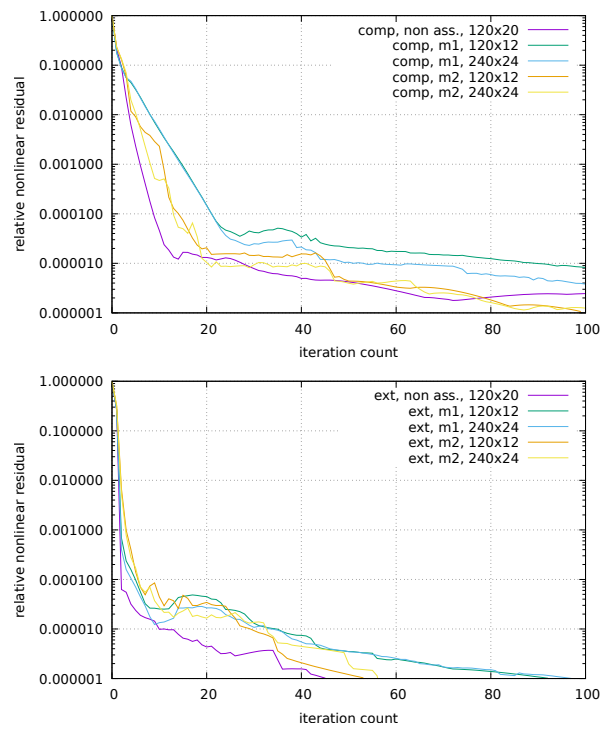 1.000000
0.100000
0.010000
0.001000
0.000100
0.000010
0.000001
relative nonlinear residual
comp, non ass., 120x20
comp, m1, 120x12
comp, m1, 240x24
comp, m2, 120x12
comp, m2, 240x24
0 20 40 60 80 100
iteration count
1.000000
0.100000
0.010000
0.001000
0.000100
0.000010
0.000001
relative nonlinear residual
ext, non ass., 120x20
ext, m1, 120x12
ext, m1, 240x24
ext, m2, 120x12
ext, m2, 240x24
0 20 40 60 80 100
iteration count